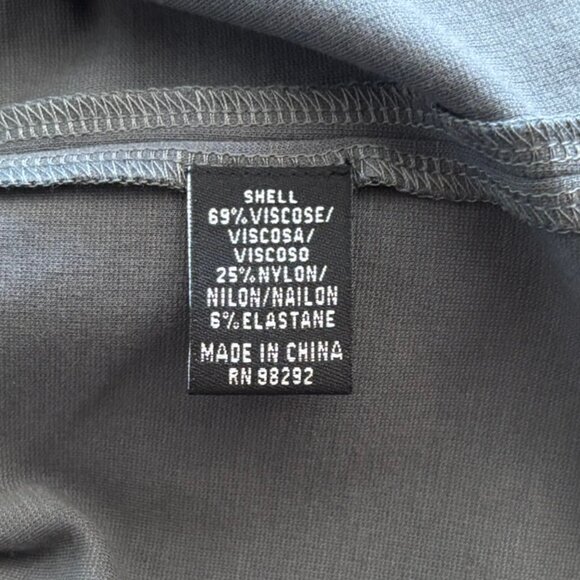 SHELL
69% VISCOSE/
VISCOSA/
VISCOSO
25% NYLON/
NILON/NAILON
6% ELASTANE
MADE IN CHINA
RN 98292